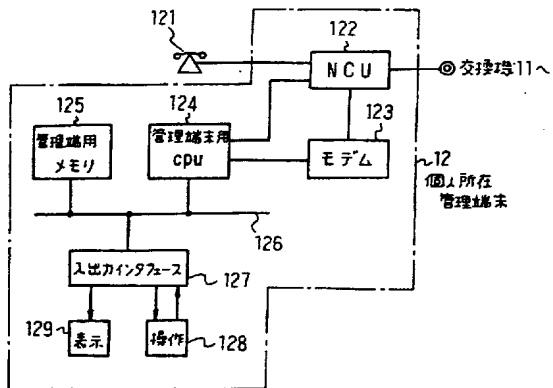 121
122
NCU
交換機11へ
125
124
123
管理端用
メモリ
管理端末用
cpu
モデム
12
個人所在
管理端末
126
入出力インタフェース
127
129
表示
操作
128